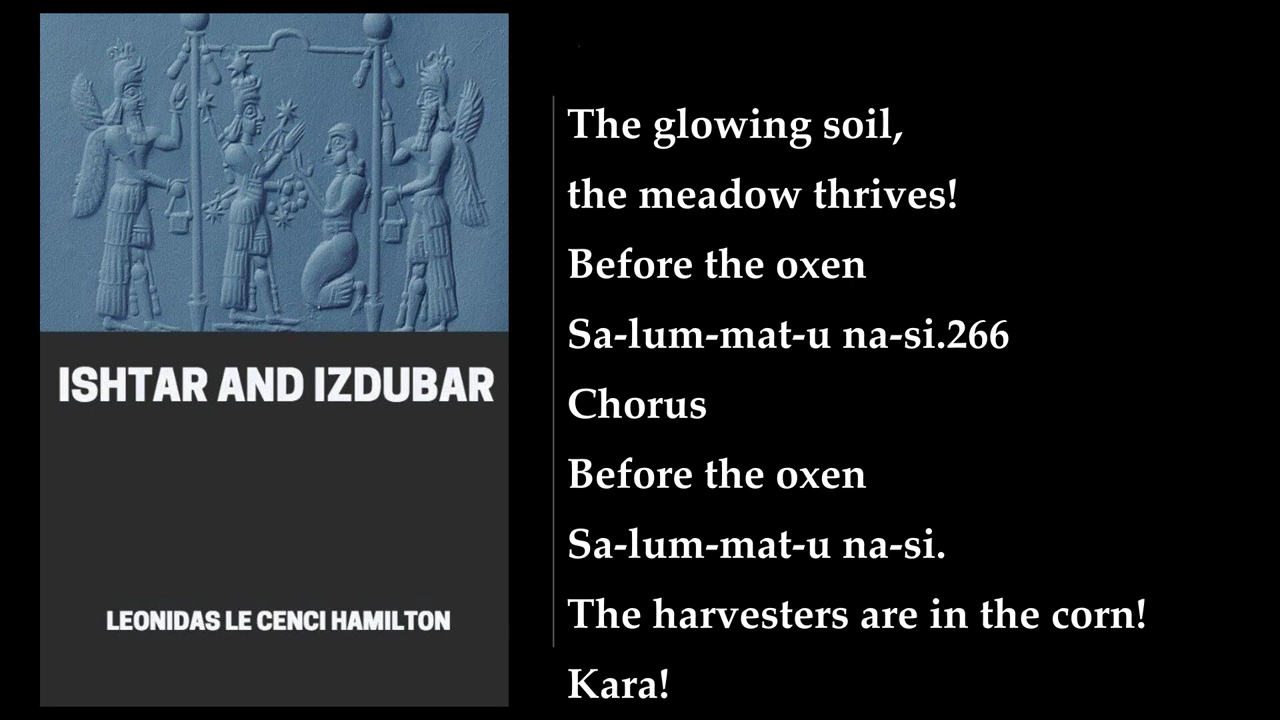 ISHTAR AND IZDUBAR
LEONIDAS LE CENCI HAMILTON
The glowing soil,
the meadow thrives!
Before the oxen
Sa-lum-mat-u na-si.266
Chorus
Before the oxen
Sa-lum-mat-u na-si.
The harvesters are in the corn!
Kara!